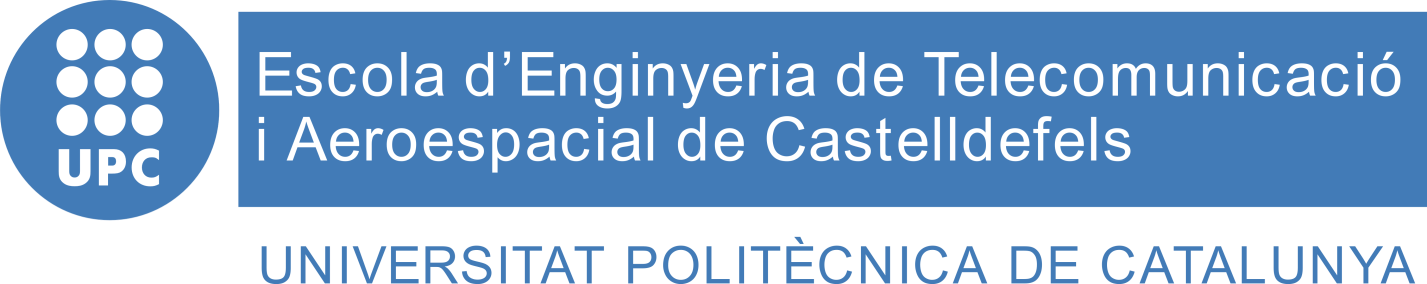 UPC
Escola d’Enginyeria de Telecomunicació
i Aeroespacial de Castelldefels
UNIVERSITAT POLITÈCNICA DE CATALUNYA